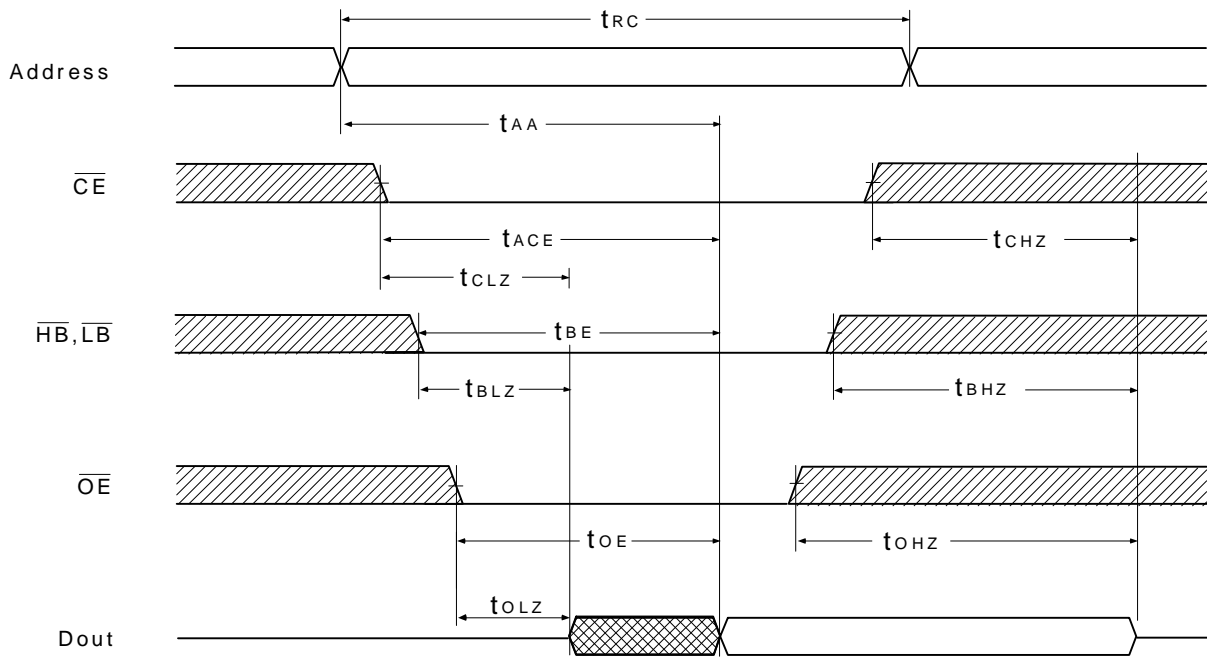 tRC
Address
tAA
CE
tACE
tCHZ
tCLZ
HB,LB
tBE
tBLZ
tBHZ
OE
tOE
tOHZ
tOLZ
Dout